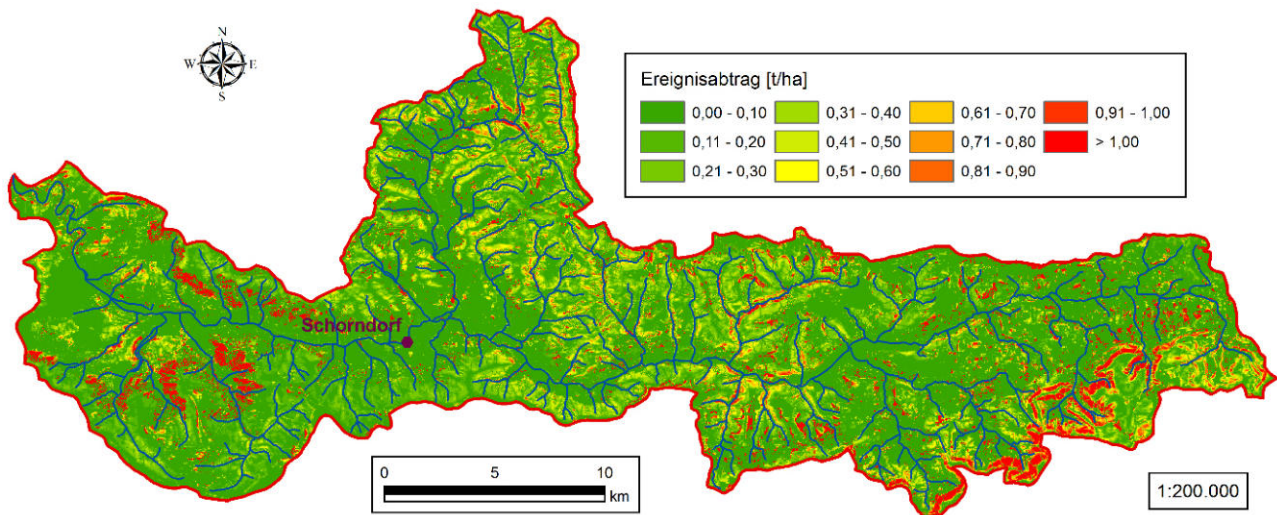 N
W E
S
Ereignisabtrag [t/ha]
0,00 - 0,10 0,31 - 0,40 0,61 - 0,70 0,91 - 1,00
0,11 - 0,20 0,41 - 0,50 0,71 - 0,80 > 1,00
0,21 - 0,30 0,51 - 0,60 0,81 - 0,90
Schorndorf
0 5 10
km
1:200.000